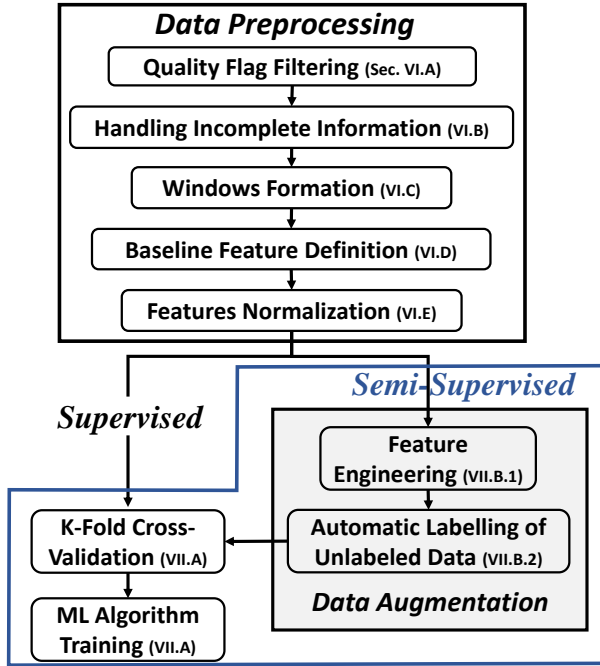 Data Preprocessing
Quality Flag Filtering (Sec. VI.A)
Handling Incomplete Information (VI.B)
Windows Formation (VI.C)
Baseline Feature Definition (VI.D)
Features Normalization (VI.E)
Semi-Supervised
Supervised
Feature
Engineering (VII.B.1)
Automatic Labelling of
Unlabeled Data (VII.B.2)
Data Augmentation
K-Fold Cross-
Validation (VII.A)
ML Algorithm
Training (VII.A)